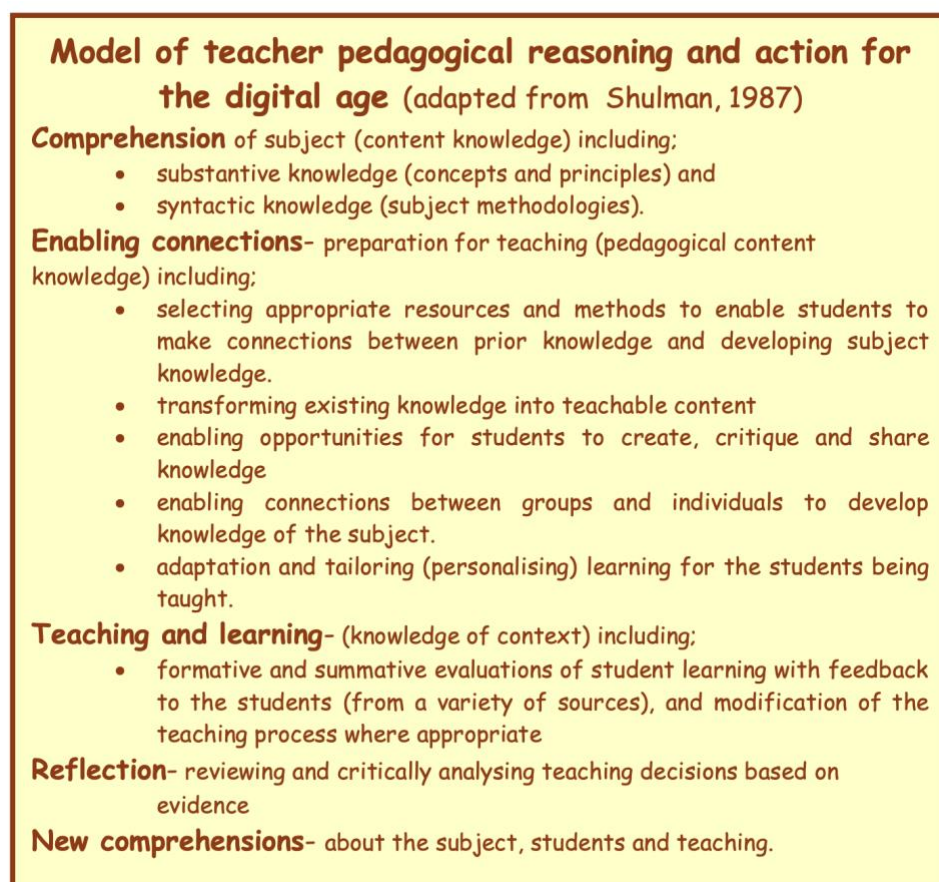 Model of teacher pedagogical reasoning and action for
the digital age (adapted from Shulman, 1987)
Comprehension of subject (content knowledge) including;
• substantive knowledge (concepts and principles) and
• syntactic knowledge (subject methodologies).
Enabling connections- preparation for teaching (pedagogical content
knowledge) including;
• selecting appropriate resources and methods to enable students to
make connections between prior knowledge and developing subject
knowledge.
• transforming existing knowledge into teachable content
• enabling opportunities for students to create, critique and share
knowledge
• enabling connections between groups and individuals to develop
knowledge of the subject.
• adaptation and tailoring (personalising) learning for the students being
taught.
Teaching and learning- (knowledge of context) including;
• formative and summative evaluations of student learning with feedback
to the students (from a variety of sources), and modification of the
teaching process where appropriate
Reflection- reviewing and critically analysing teaching decisions based on
evidence
New comprehensions- about the subject, students and teaching.